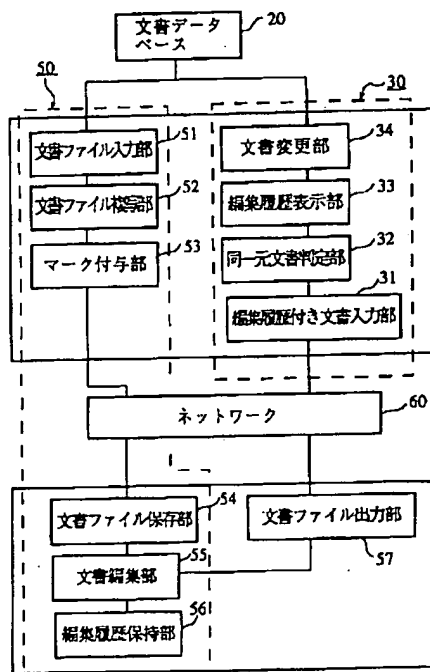 文書データ
ベース
20
50
30
51
文書ファイル入力部
34
文書変更部
52
文書ファイル複写部
33
編集履歴表示部
53
マーク付与部
32
同一元文書判定部
31
編集履歴付き文書入力部
ネットワーク
60
54
文書ファイル保存部
文書ファイル出力部
57
55
文書編集部
56
編集履歴保持部